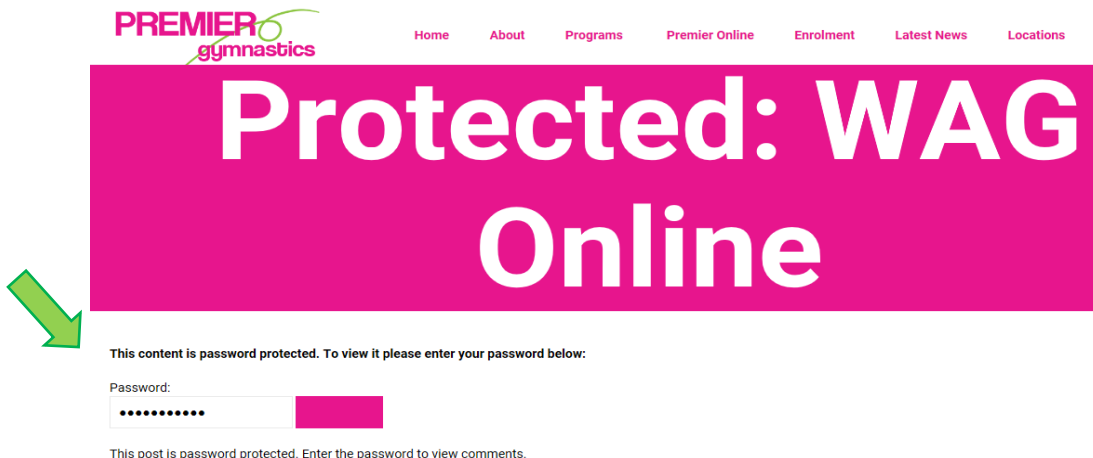 PREMIER
gymnastics
Home About Programs Premier Online Enrolment Latest News Locations
Protected: WAG
Online
This content is password protected. To view it please enter your password below:
Password:
•••••••••••
This post is password protected. Enter the password to view comments.